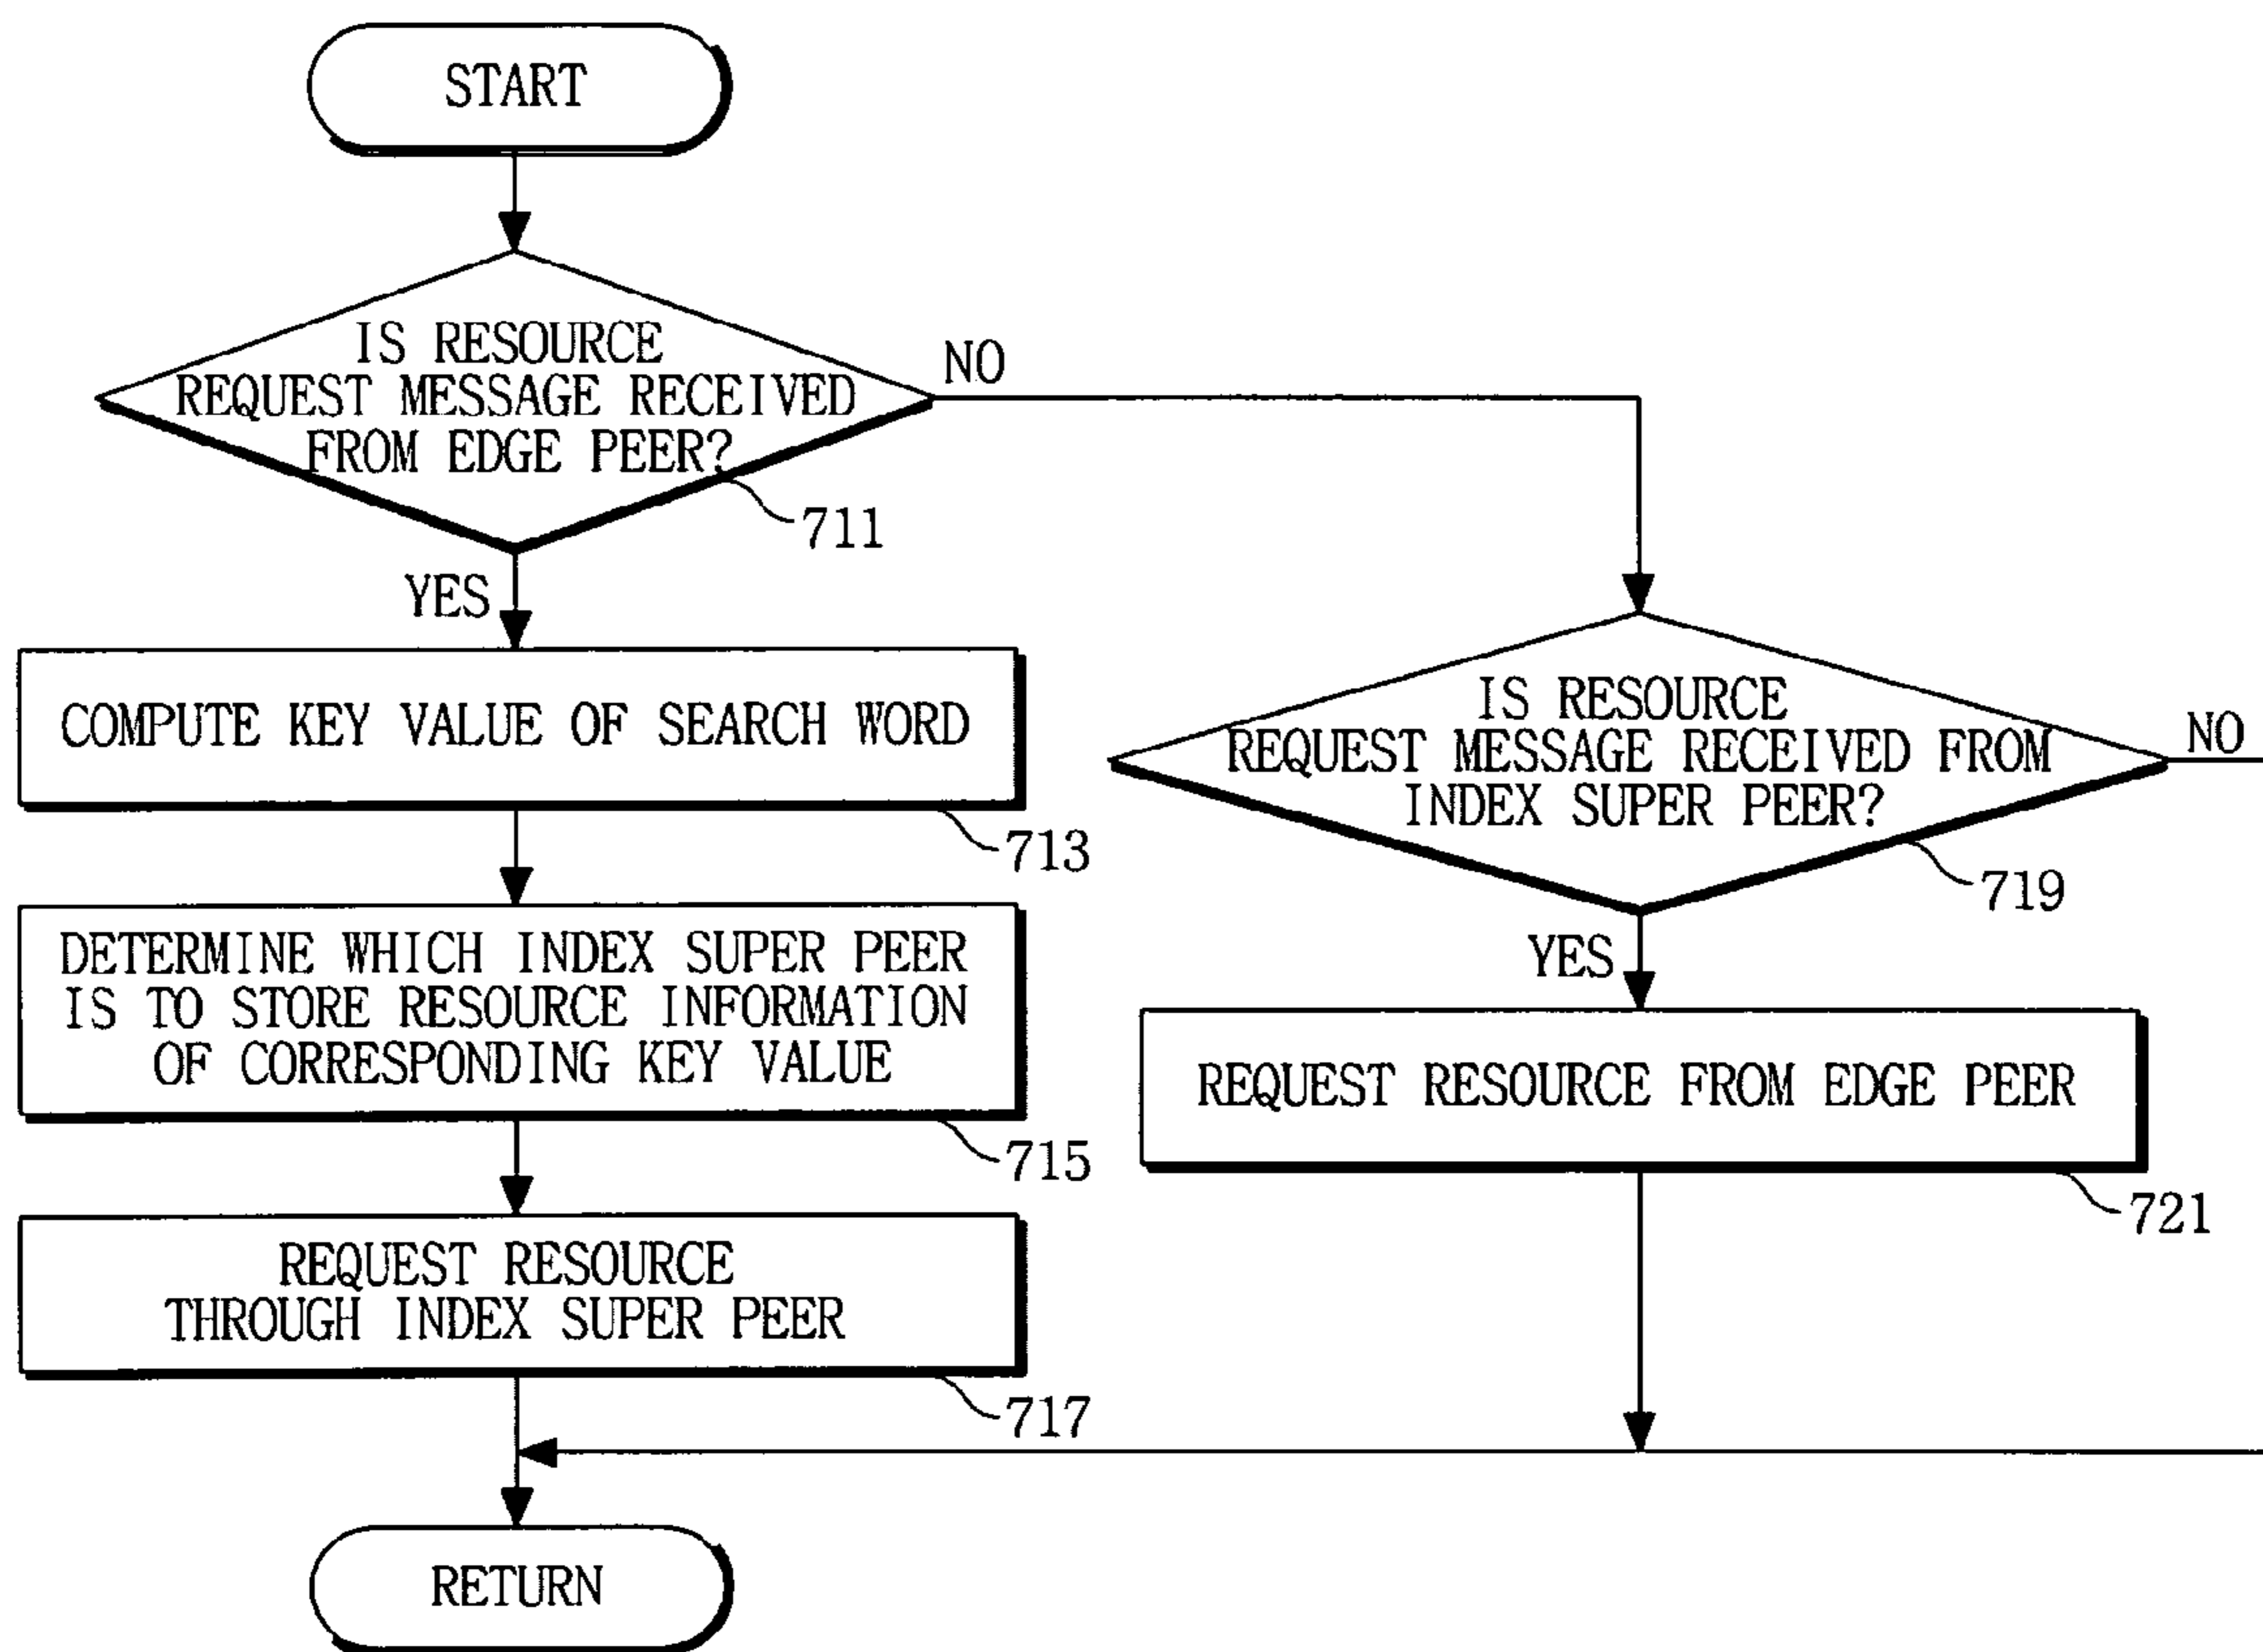 START
IS RESOURCE
REQUEST MESSAGE RECEIVED
FROM EDGE PEER?
NO
711
YES
COMPUTE KEY VALUE OF SEARCH WORD
713
DETERMINE WHICH INDEX SUPER PEER
IS TO STORE RESOURCE INFORMATION
OF CORRESPONDING KEY VALUE
715
REQUEST RESOURCE
THROUGH INDEX SUPER PEER
717
IS RESOURCE
REQUEST MESSAGE RECEIVED FROM
INDEX SUPER PEER?
NO
719
YES
REQUEST RESOURCE FROM EDGE PEER
721
RETURN